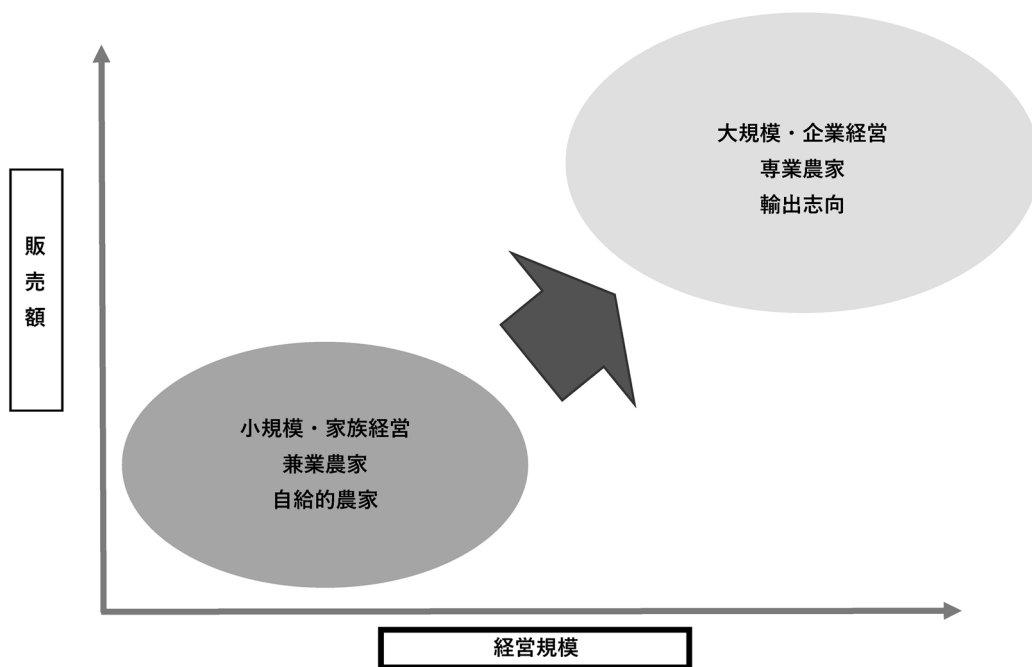 大規模・企業経営
専業農家
輸出志向
販
売
額
小規模・家族経営
兼業農家
自給的農家
経営規模